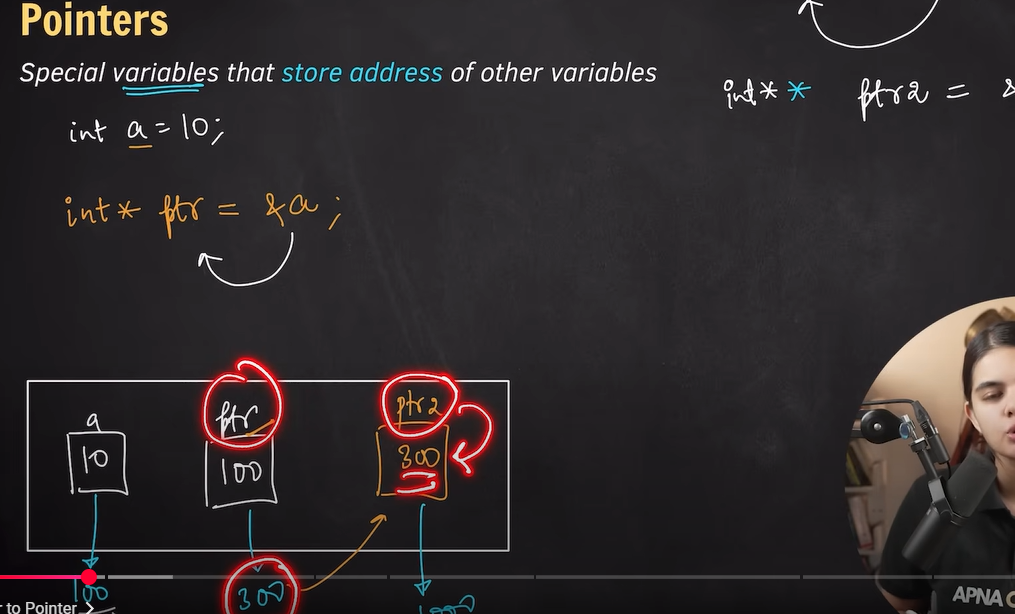 Pointers
Special variables that store address of other variables
int** ptr2 = &
int a = 10;
int* ptr = &a;
a
ptr
ptr2
10
100
300
100
300
1000
r to Pointer >
APNA C